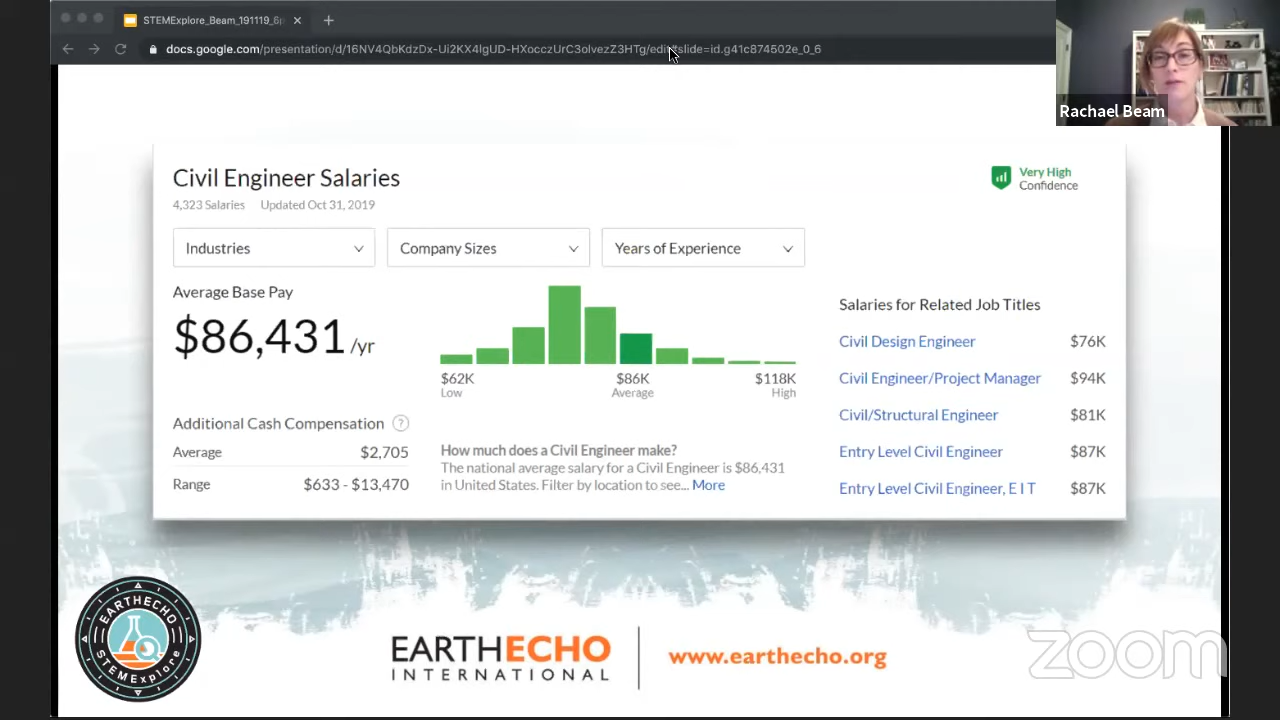 STEMExplore_Beam_191119_6p
docs.google.com/presentation/d/16NV4QbKdzDx-Ui2KX4IgUD-HXocczUrC3olvezZ3HTg/edit#slide=id.g41c874502e_0_6
Rachael Beam
Civil Engineer Salaries
4,323 Salaries Updated Oct 31, 2019
Very High
Confidence
Industries
Company Sizes
Years of Experience
Average Base Pay
$86,431 /yr
$62K
Low
$86K
Average
$118K
High
Additional Cash Compensation ?
Average $2,705
Range $633 - $13,470
How much does a Civil Engineer make?
The national average salary for a Civil Engineer is $86,431
in United States. Filter by location to see... More
Salaries for Related Job Titles
Civil Design Engineer $76K
Civil Engineer/Project Manager $94K
Civil/Structural Engineer $81K
Entry Level Civil Engineer $87K
Entry Level Civil Engineer, E I T $87K
EARTHECHO
STEMExplore
EARTHECHO
INTERNATIONAL
www.earthecho.org
zoom